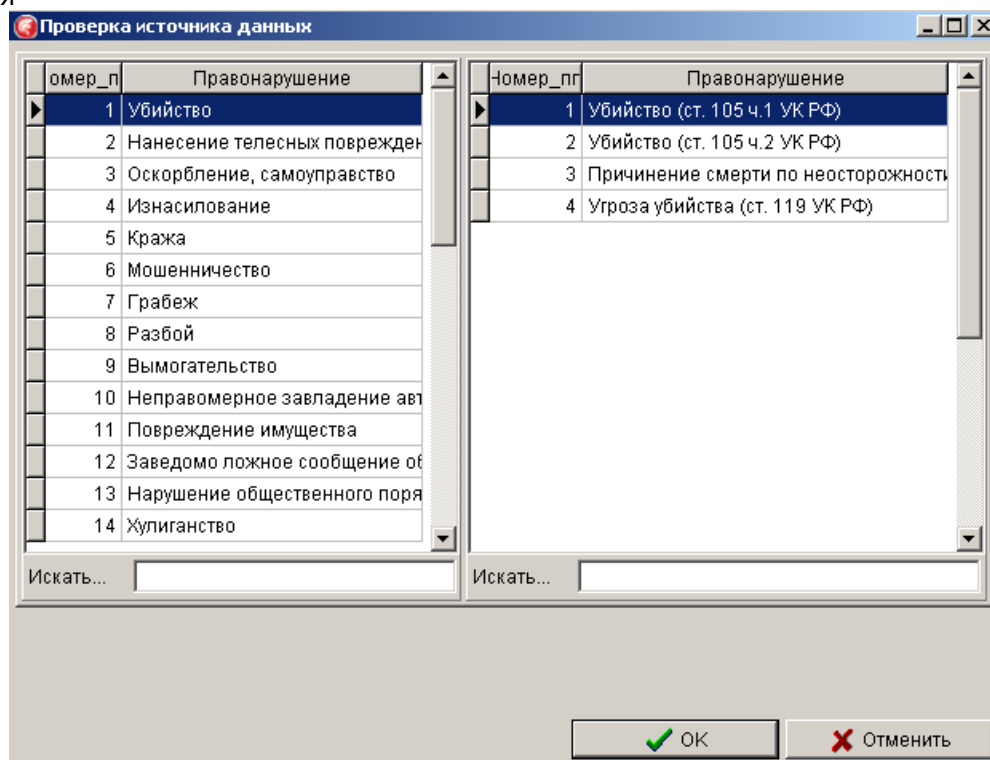 я
Проверка источника данных
омер_п Правонарушение
1 Убийство
2 Нанесение телесных поврежден
3 Оскорбление, самоуправство
4 Изнасилование
5 Кража
6 Мошенничество
7 Грабеж
8 Разбой
9 Вымогательство
10 Неправомерное завладение авт
11 Повреждение имущества
12 Заведомо ложное сообщение об
13 Нарушение общественного поря
14 Хулиганство
Искать...
Номер_пг Правонарушение
1 Убийство (ст. 105 ч.1 УК РФ)
2 Убийство (ст. 105 ч.2 УК РФ)
3 Причинение смерти по неосторожности
4 Угроза убийства (ст. 119 УК РФ)
Искать...
OK
Отменить